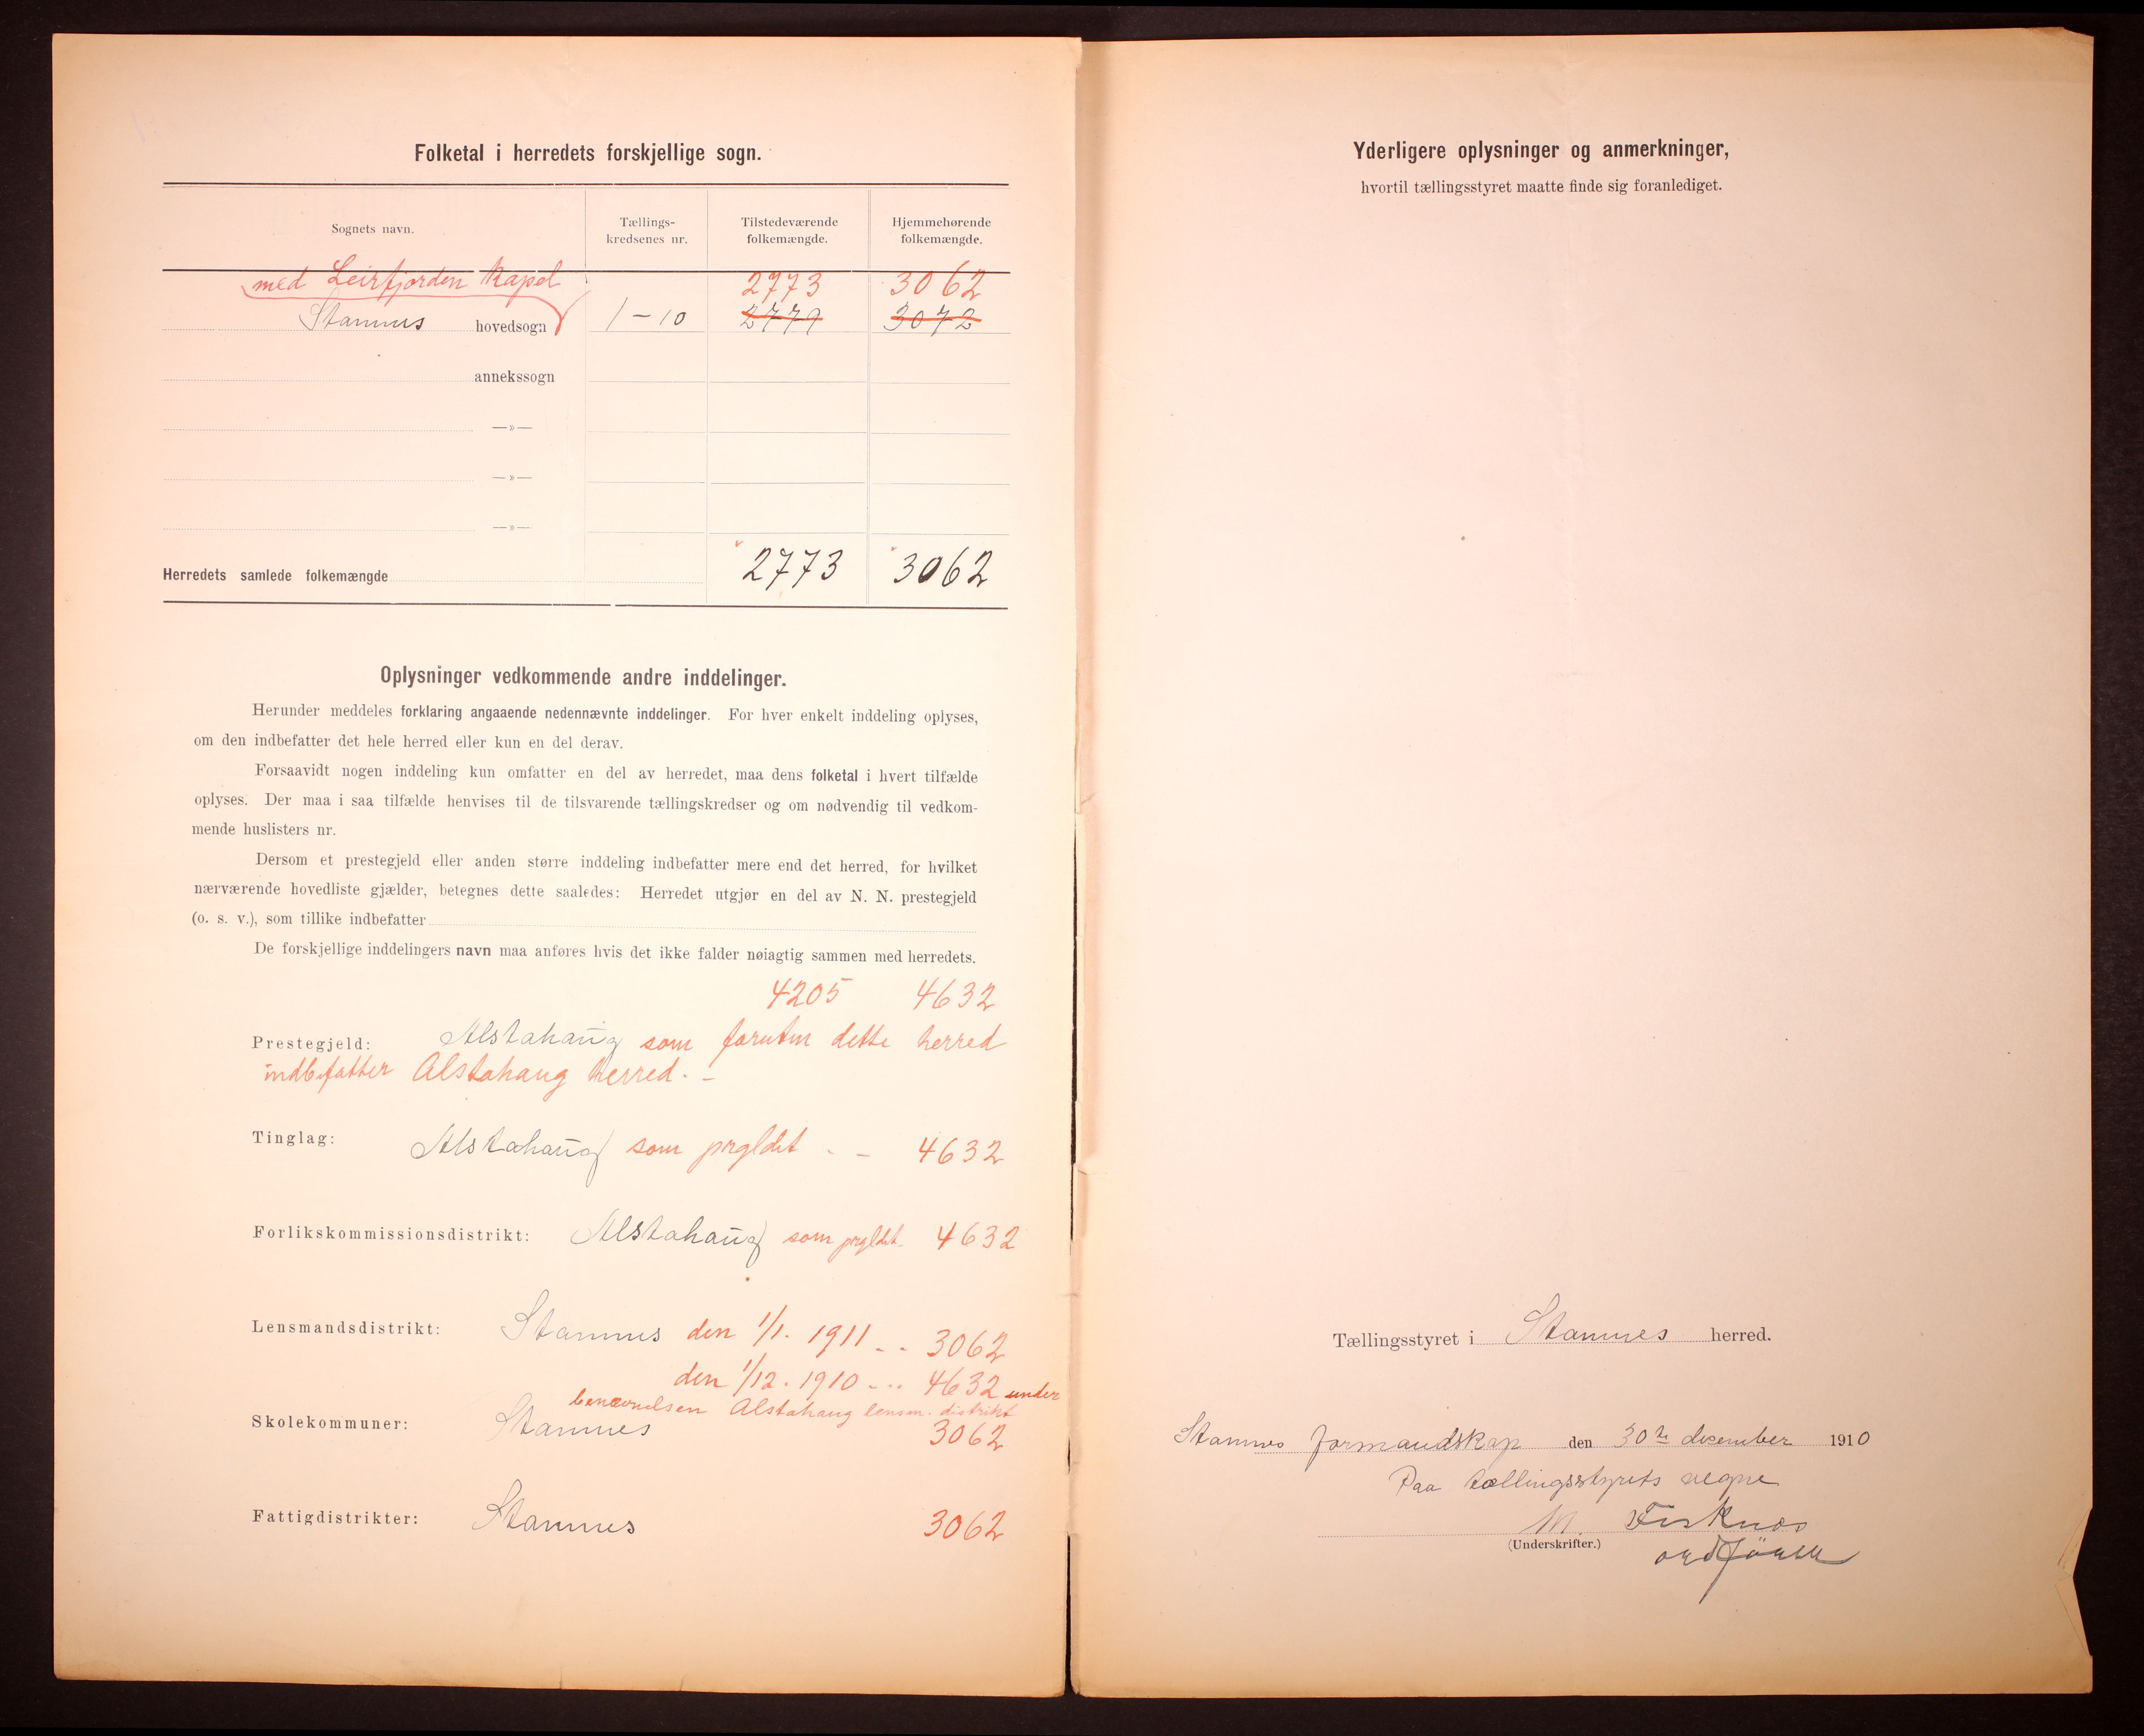 Folketal i herredets forskjellige sogn.
Sognets navn.
Tællings-
kredsenes nr.
Tilstedeværende
folkemængde.
Hjemmehørende
folkemængde.
med Leirfjorden kapel 2773 3062
Stamnes hovedsogn 1-10 2779 3072
annekssogn
—»—
—»—
—»—
Herredets samlede folkemængde 2773 3062
Oplysninger vedkommende andre inddelinger.
Herunder meddeles forklaring angaaende nedennævnte inddelinger. For hver enkelt inddeling oplyses,
om den indbefatter det hele herred eller kun en del derav.
Forsaavidt nogen inddeling kun omfatter en del av herredet, maa dens folketal i hvert tilfælde
oplyses. Der maa i saa tilfælde henvises til de tilsvarende tællingskredser og om nødvendig til vedkom-
mende huslisters nr.
Dersom et prestegjeld eller anden større inddeling indbefatter mere end det herred, for hvilket
nærværende hovedliste gjælder, betegnes dette saaledes: Herredet utgjør en del av N. N. prestegjeld
(o. s. v.), som tillike indbefatter
De forskjellige inddelingers navn maa anføres hvis det ikke falder nøiagtig sammen med herredets.
4205 4632
Prestegjeld: Alstahaug som foruten dette herred
indbefatter Alstahaug herred. -
Tinglag: Alstahaug som prgldet - - 4632
Forlikskommissionsdistrikt: Alstahaug som prgldet. 4632
Lensmandsdistrikt: Stamnes den 1/1. 1911 - - 3062
den 1/12. 1910 - - - 4632 under
benævnelsen Alstahaug lensm. distrikt
Skolekommuner: Stamnes 3062
Fattigdistrikter: Stamnes 3062
Yderligere oplysninger og anmerkninger,
hvortil tællingsstyret maatte finde sig foranlediget.
Tællingsstyret i Stamnes herred.
Stamnes formandskap den 30te desember 1910
Paa tællingsstyrets vegne
M. Fisknes
(Underskrifter.)
ordfører